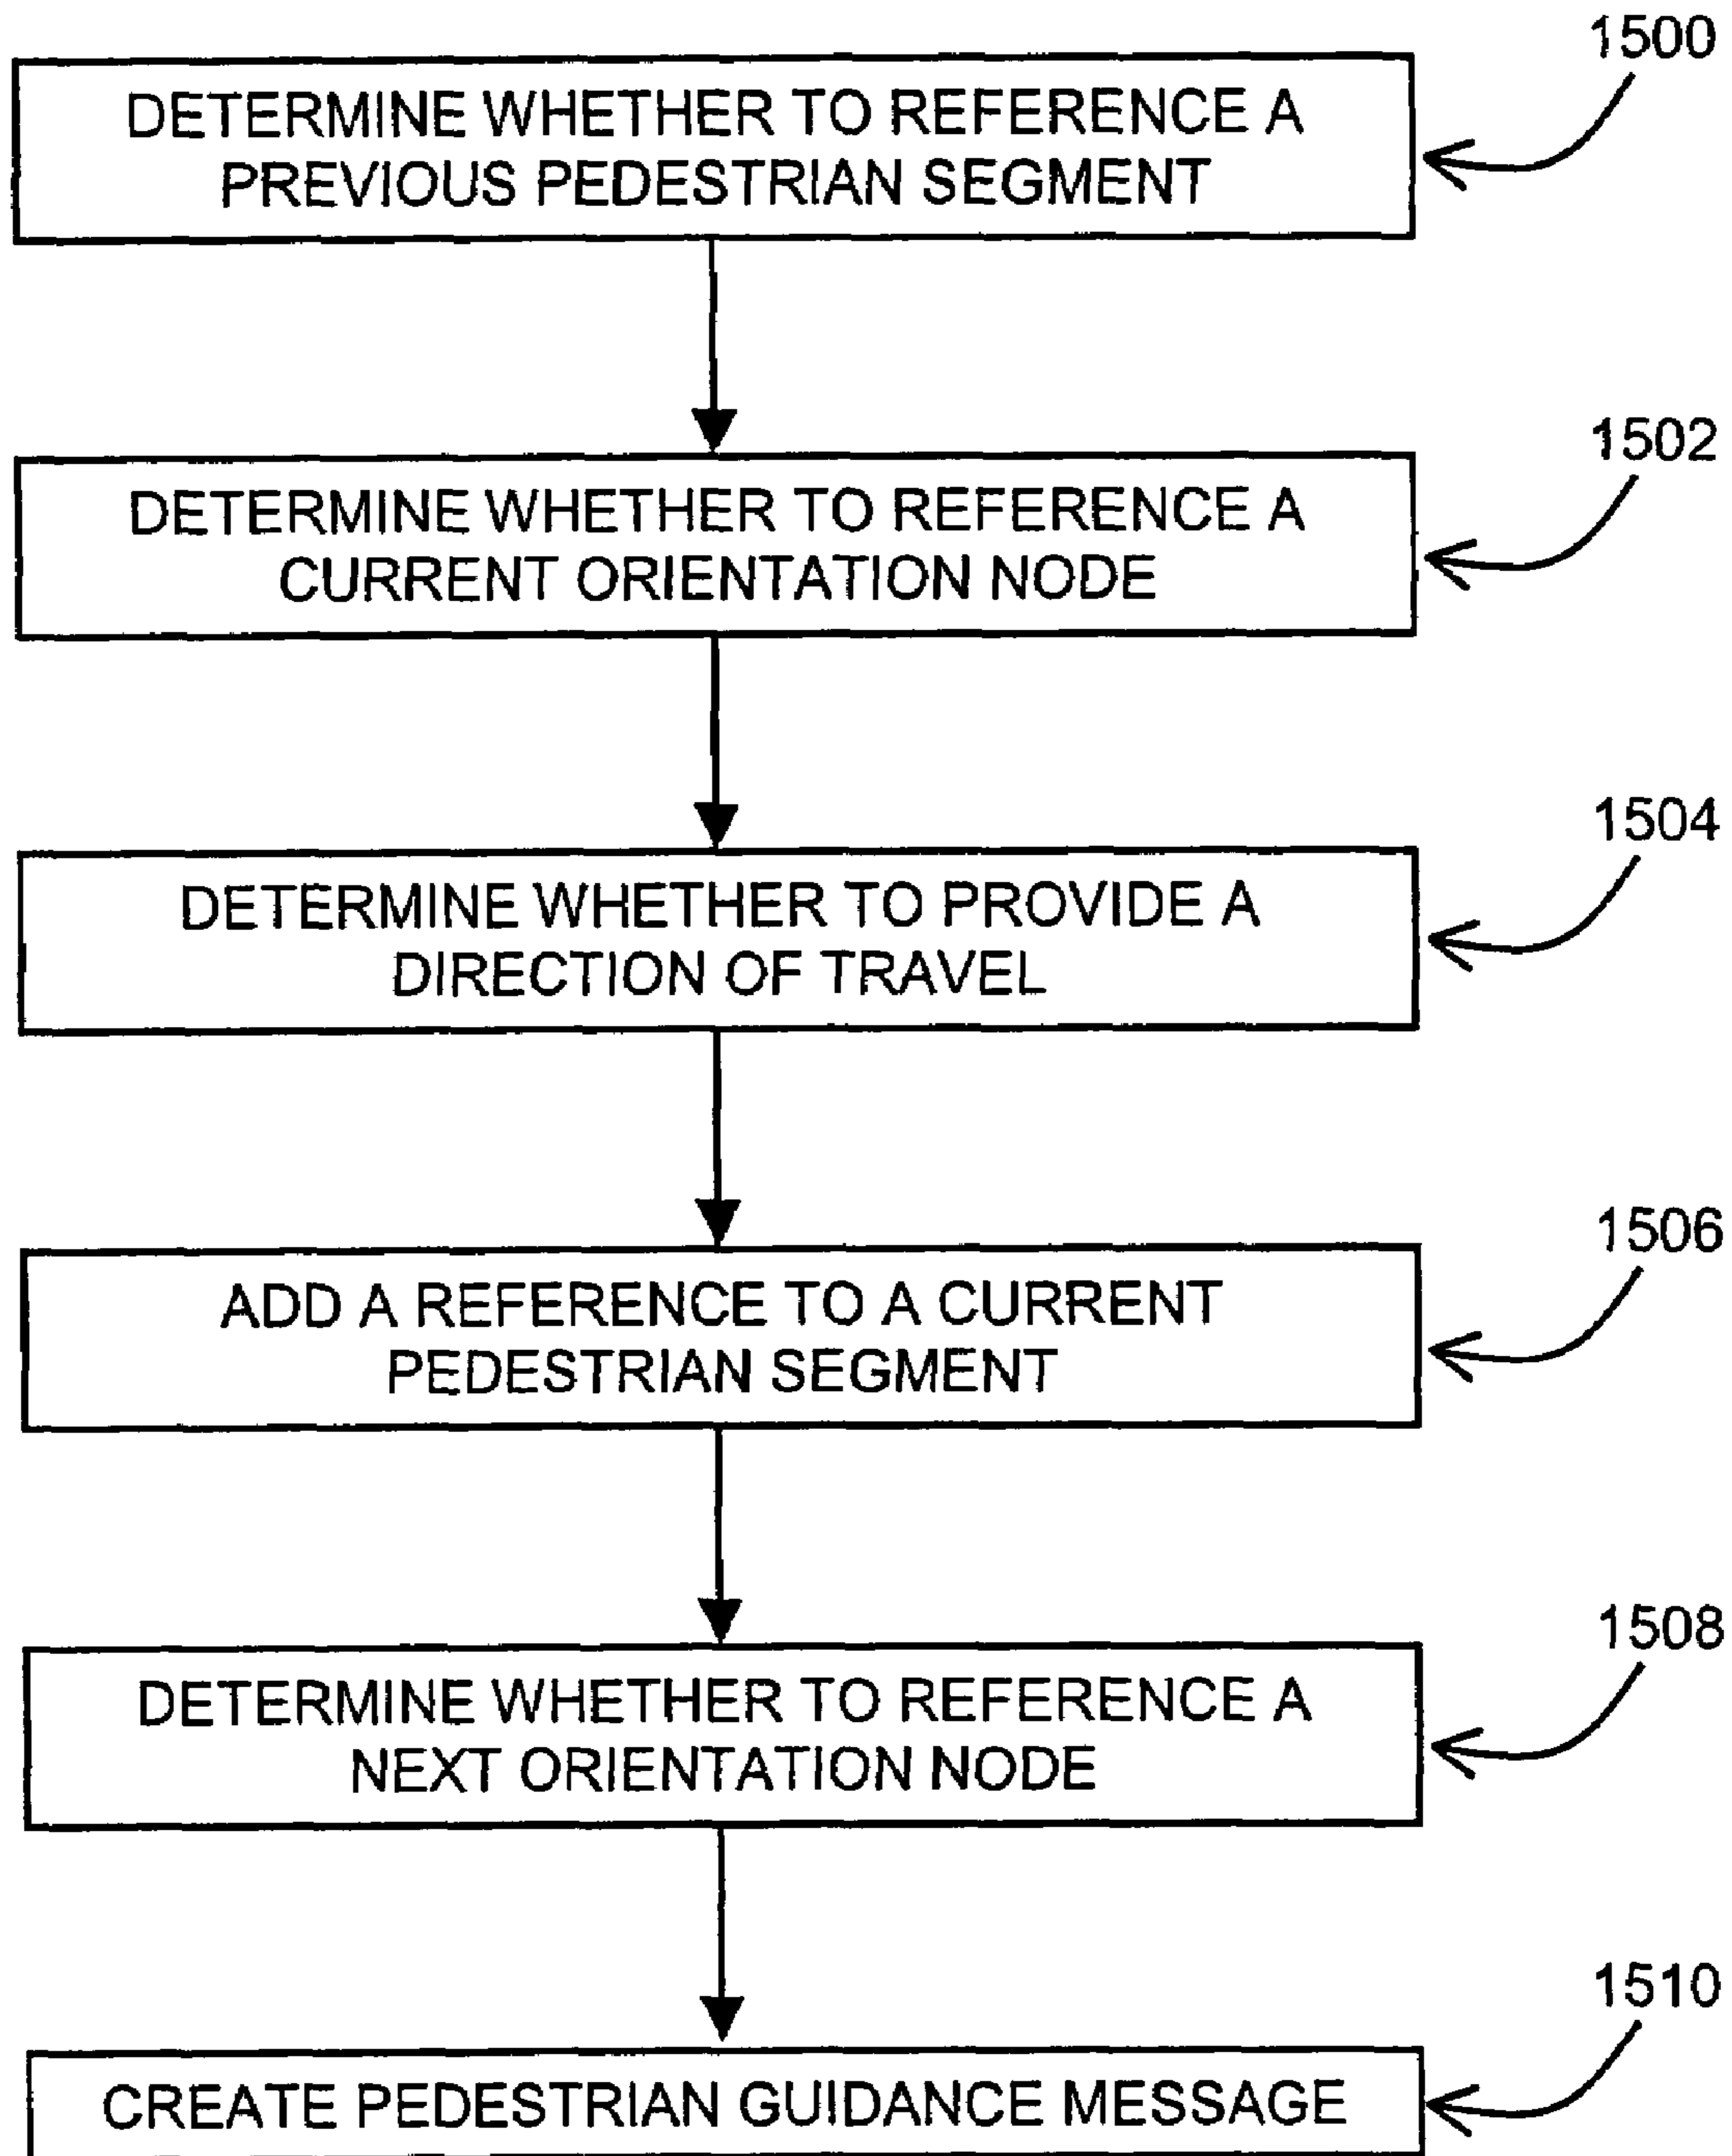 1500
DETERMINE WHETHER TO REFERENCE A
PREVIOUS PEDESTRIAN SEGMENT
1502
DETERMINE WHETHER TO REFERENCE A
CURRENT ORIENTATION NODE
1504
DETERMINE WHETHER TO PROVIDE A
DIRECTION OF TRAVEL
1506
ADD A REFERENCE TO A CURRENT
PEDESTRIAN SEGMENT
1508
DETERMINE WHETHER TO REFERENCE A
NEXT ORIENTATION NODE
1510
CREATE PEDESTRIAN GUIDANCE MESSAGE